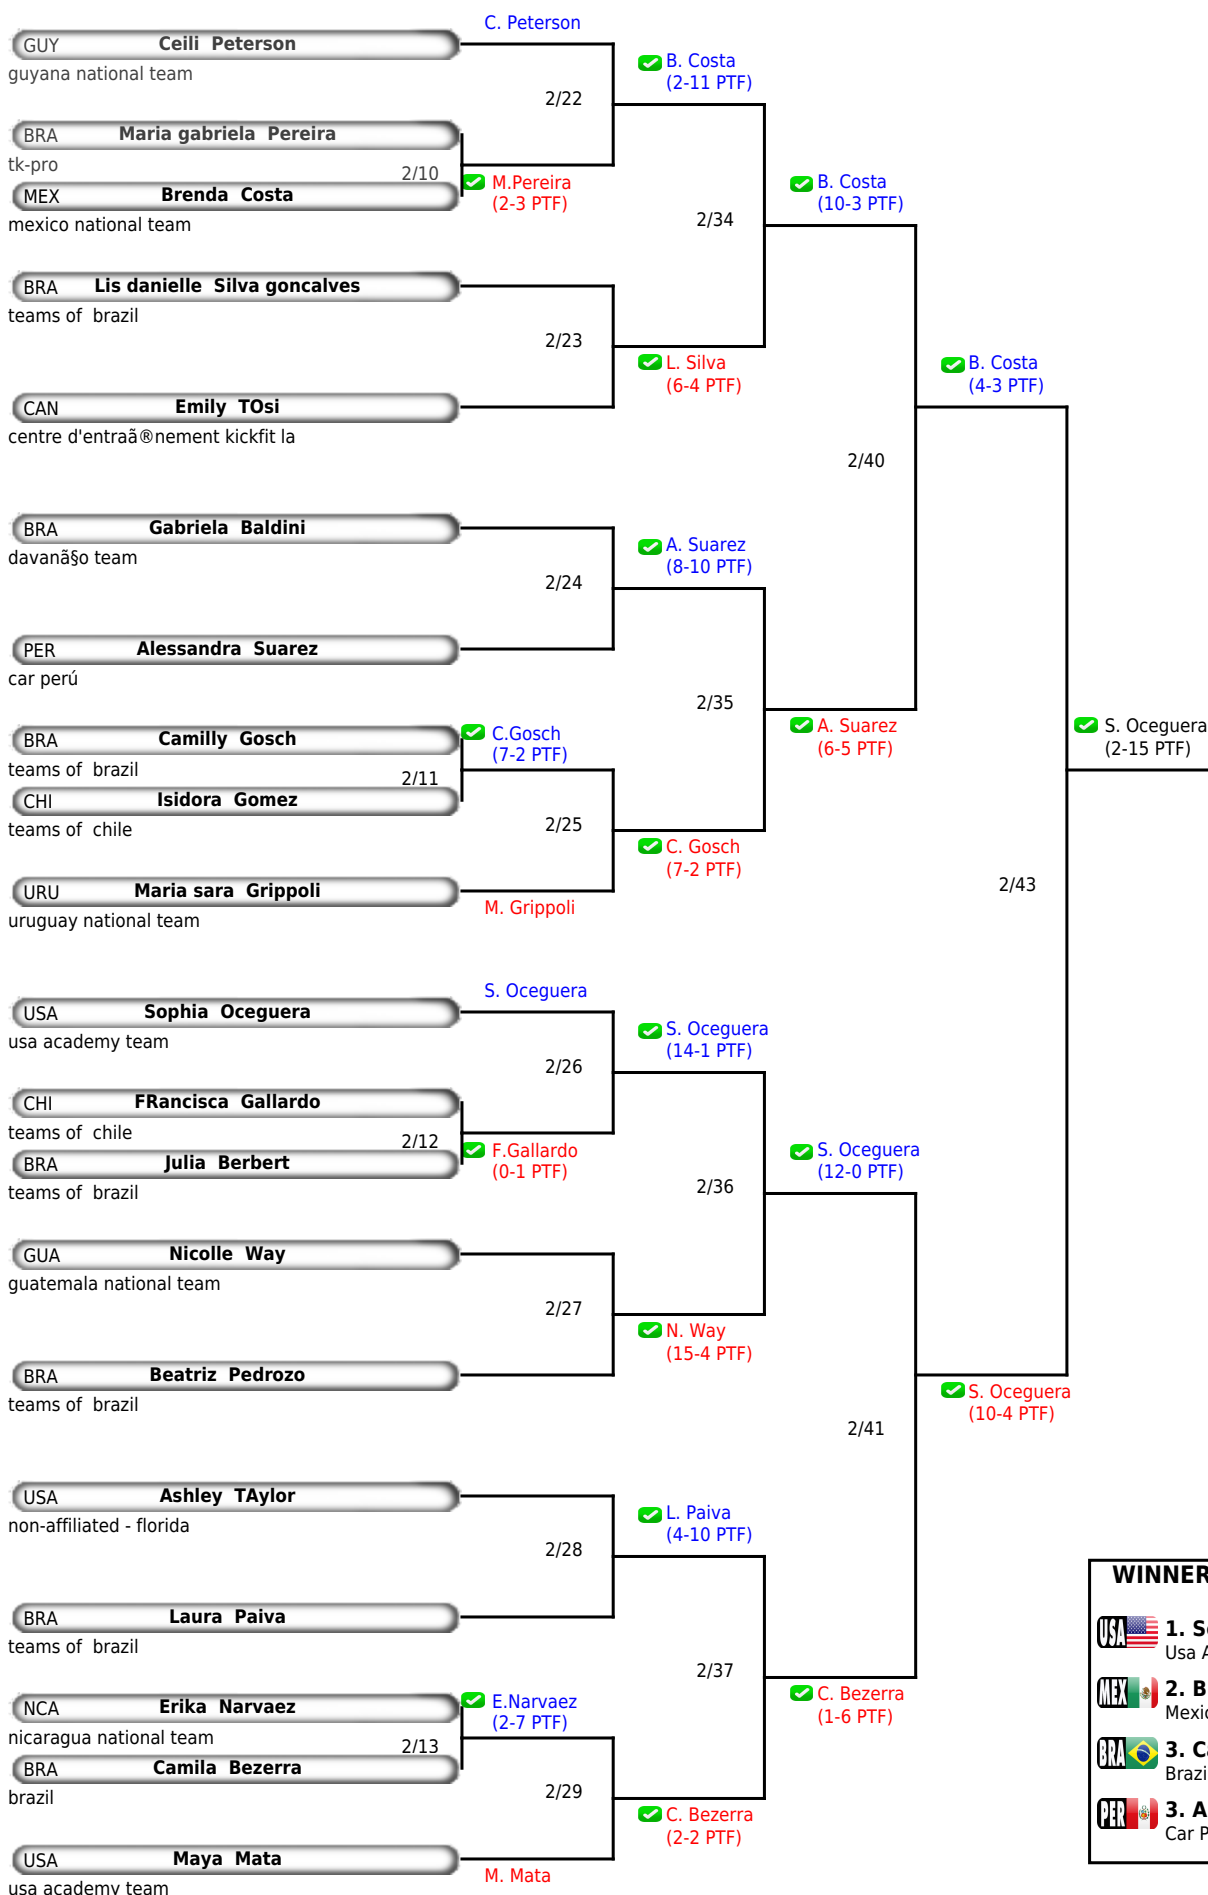 C. Peterson
GUY Ceili Peterson
guyana national team
B. Costa
(2-11 PTF)
2/22
BRA Maria gabriela Pereira
tk-pro
2/10
M.Pereira
(2-3 PTF)
MEX Brenda Costa
mexico national team
B. Costa
(10-3 PTF)
2/34
BRA Lis danielle Silva goncalves
teams of brazil
2/23
L. Silva
(6-4 PTF)
B. Costa
(4-3 PTF)
CAN Emily TOsi
centre d'entraã®nement kickfit la
2/40
BRA Gabriela Baldini
davanã§o team
A. Suarez
(8-10 PTF)
2/24
PER Alessandra Suarez
car perú
2/35
A. Suarez
(6-5 PTF)
S. Oceguera
(2-15 PTF)
BRA Camilly Gosch
teams of brazil
C.Gosch
(7-2 PTF)
2/11
CHI Isidora Gomez
teams of chile
2/25
C. Gosch
(7-2 PTF)
URU Maria sara Grippoli
uruguay national team
M. Grippoli
2/43
S. Oceguera
USA Sophia Oceguera
usa academy team
S. Oceguera
(14-1 PTF)
2/26
CHI FRancisca Gallardo
teams of chile
2/12
F.Gallardo
(0-1 PTF)
BRA Julia Berbert
teams of brazil
S. Oceguera
(12-0 PTF)
2/36
GUA Nicolle Way
guatemala national team
2/27
N. Way
(15-4 PTF)
BRA Beatriz Pedrozo
teams of brazil
S. Oceguera
(10-4 PTF)
2/41
USA Ashley TAylor
non-affiliated - florida
L. Paiva
(4-10 PTF)
2/28
BRA Laura Paiva
teams of brazil
2/37
C. Bezerra
(1-6 PTF)
NCA Erika Narvaez
nicaragua national team
E.Narvaez
(2-7 PTF)
2/13
BRA Camila Bezerra
brazil
2/29
C. Bezerra
(2-2 PTF)
USA Maya Mata
usa academy team
M. Mata
WINNER
USA 1.
Usa
MEX 2. B
BRA 3.
PER 3. A
Car P